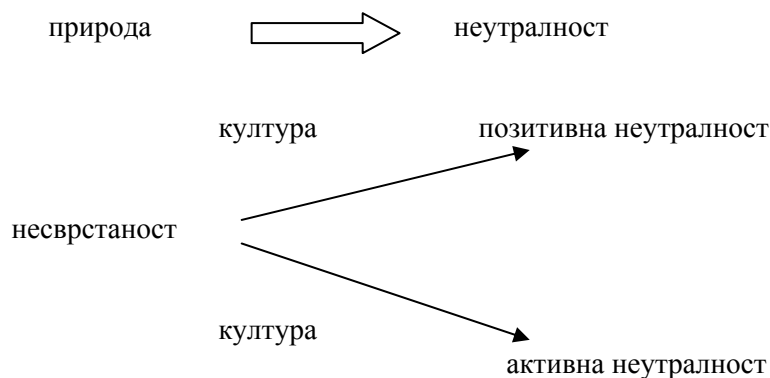 природа неутралност
култура позитивна неутралност
несврстаност
култура
активна неутралност